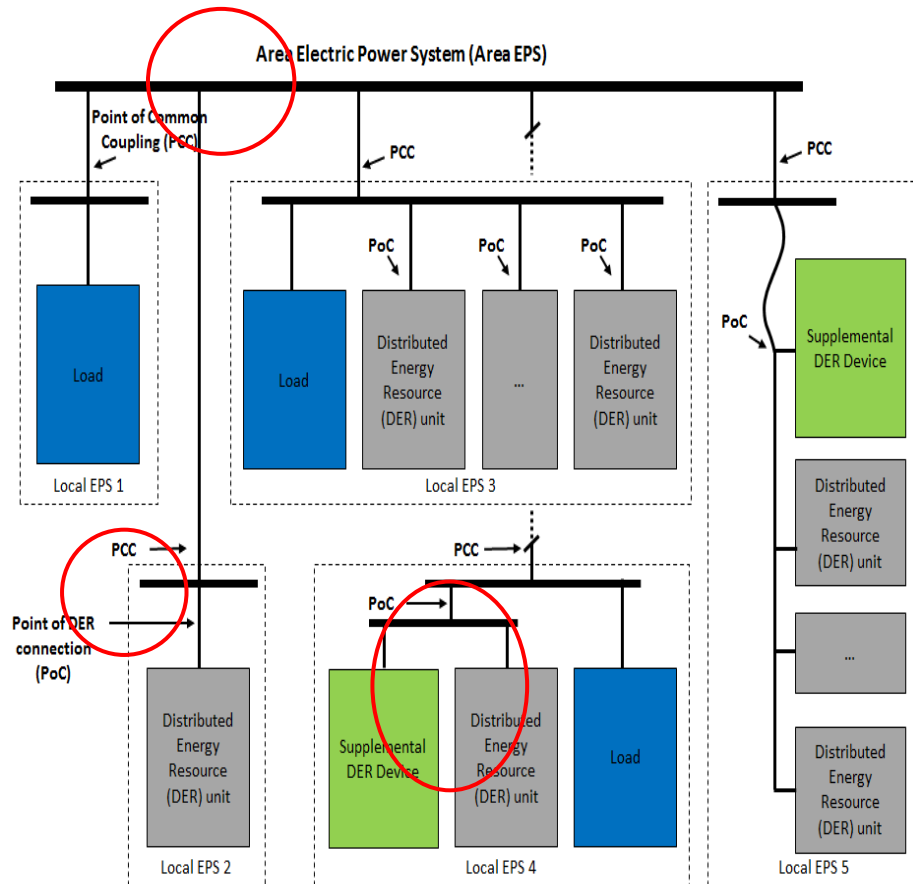 Area Electric Power System (Area EPS)
Point of Common
Coupling (PCC)
PCC
PCC
PoC
PoC
PoC
PoC
Load
Load
Distributed
Energy
Resource
(DER) unit
...
Distributed
Energy
Resource
(DER) unit
Supplemental
DER Device
Local EPS 1
Local EPS 3
Distributed
Energy
Resource
(DER) unit
PCC
PCC
PoC
Point of DER
connection
(PoC)
...
Distributed
Energy
Resource
(DER) unit
Supplemental
DER Device
Distributed
Energy
Resource
(DER) unit
Load
Distributed
Energy
Resource
(DER) unit
Local EPS 2
Local EPS 4
Local EPS 5